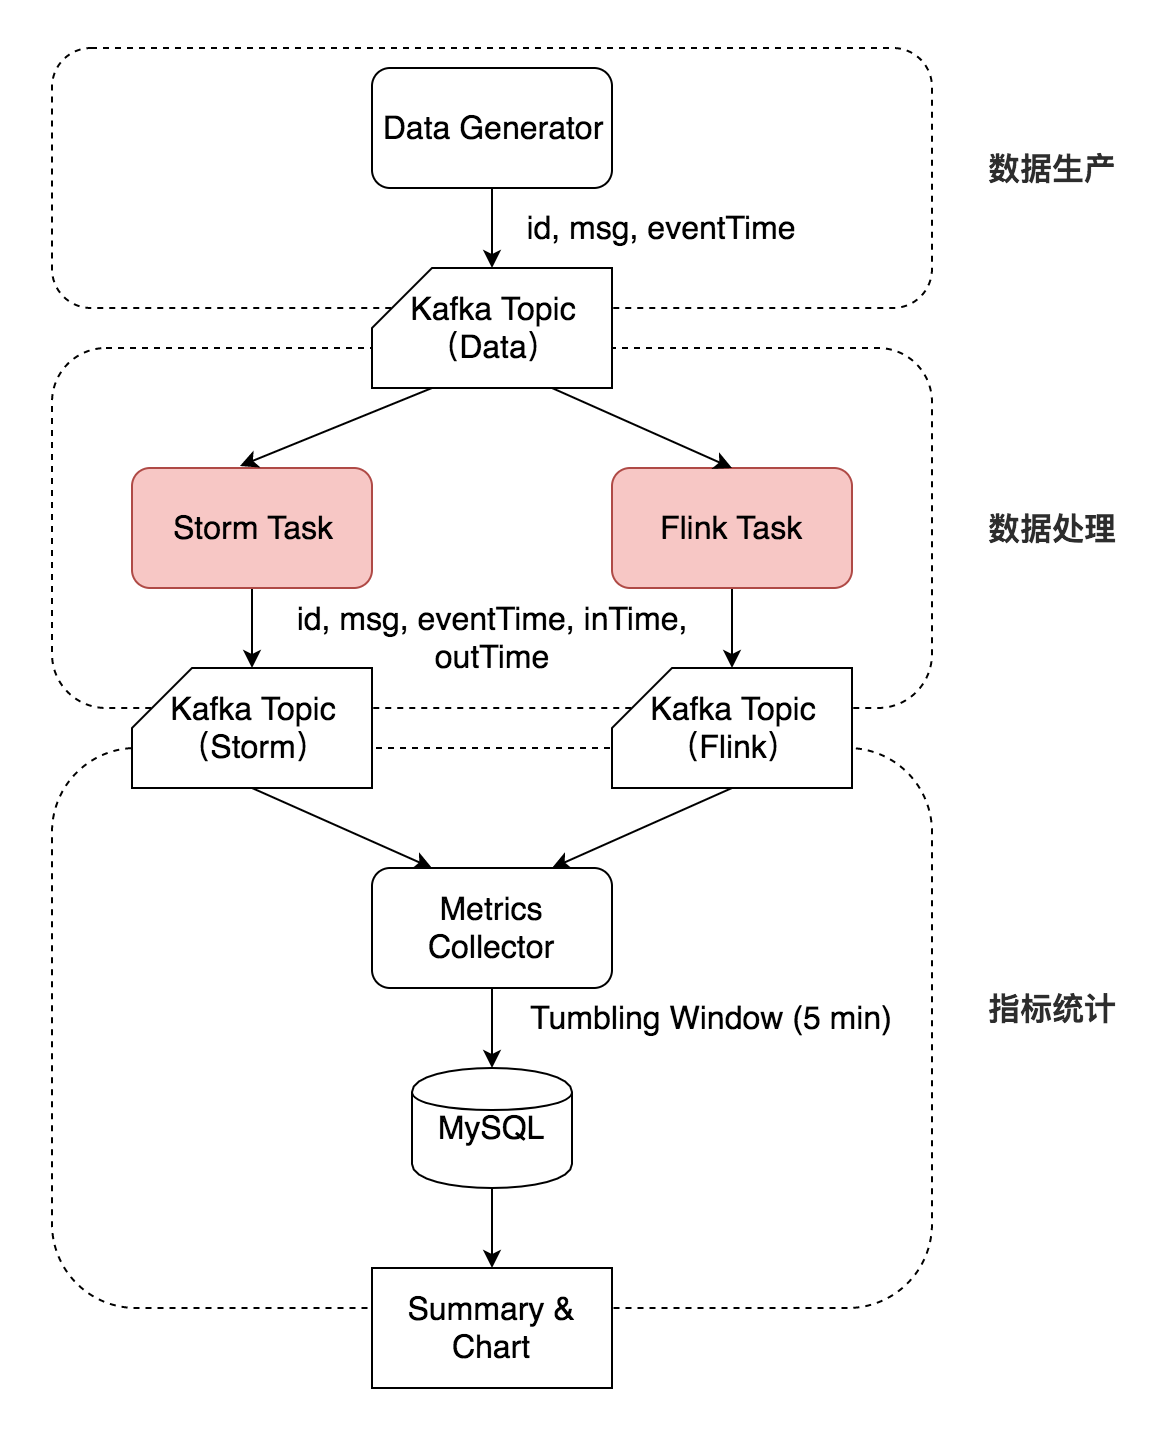 Data Generator
数据生产
id, msg, eventTime
Kafka Topic
（Data）
Storm Task
Flink Task
数据处理
id, msg, eventTime, inTime,
outTime
Kafka Topic
（Storm）
Kafka Topic
（Flink）
Metrics
Collector
指标统计
Tumbling Window (5 min)
MySQL
Summary &
Chart